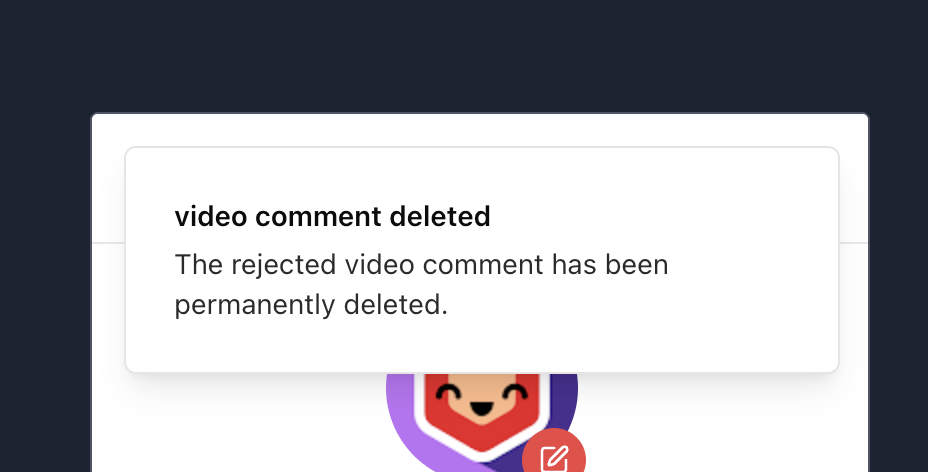 video comment deleted
The rejected video comment has been
permanently deleted.